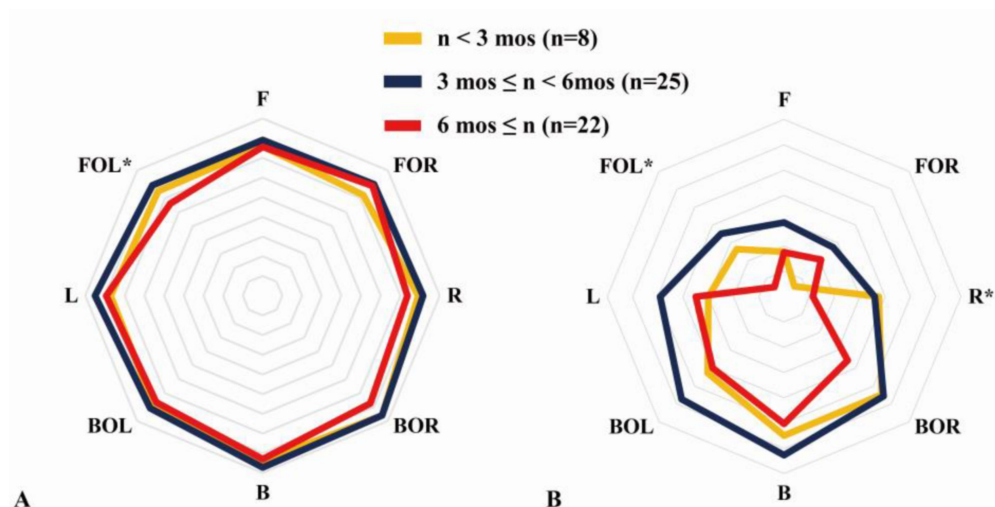 n < 3 mos (n=8)
3 mos ≤ n < 6mos (n=25)
6 mos ≤ n (n=22)
F
FOL*
FOR
L
R
BOL
BOR
B
A
F
FOL*
FOR
L
R*
BOL
BOR
B
B